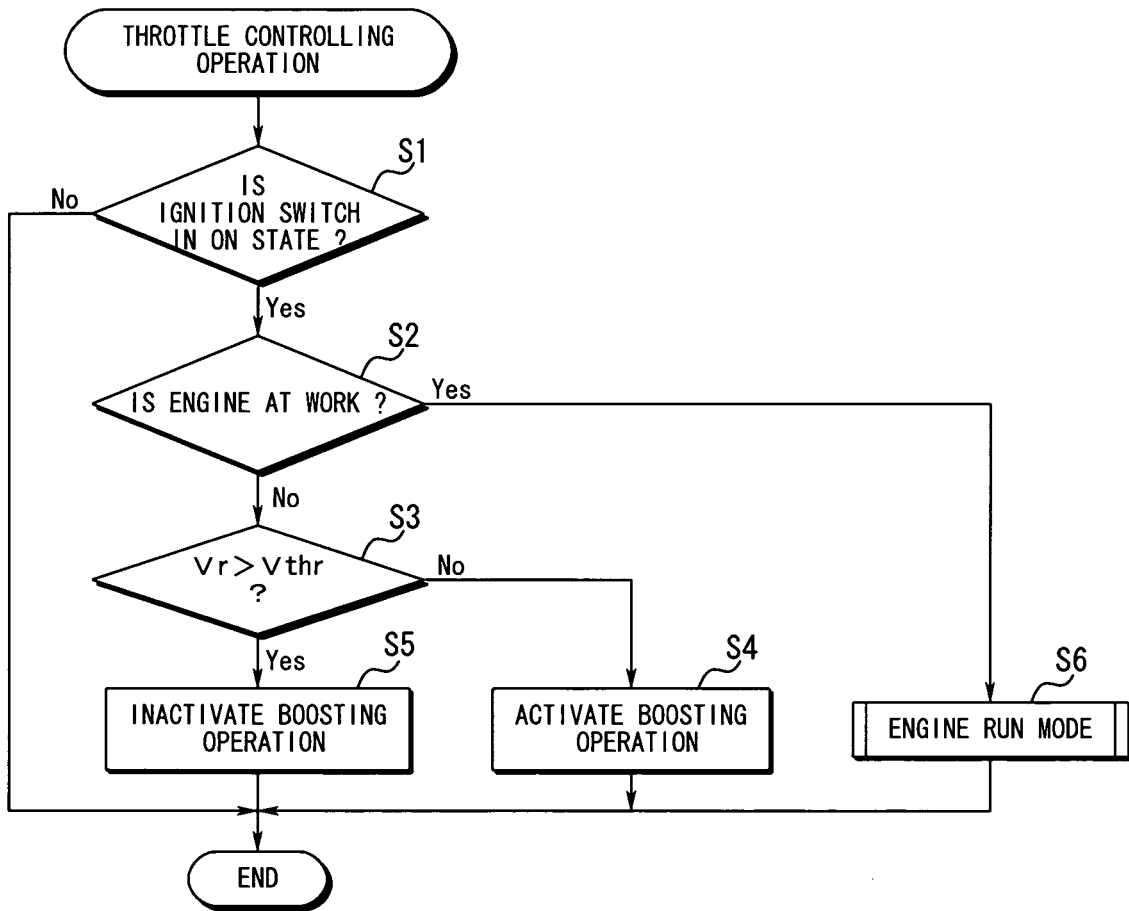 THROTTLE CONTROLLING
OPERATION
S1
No
IS
IGNITION SWITCH
IN ON STATE ?
Yes
S2
IS ENGINE AT WORK ?
Yes
No
S3
Vr>Vthr
?
No
Yes
S5
S4
S6
INACTIVATE BOOSTING
OPERATION
ACTIVATE BOOSTING
OPERATION
ENGINE RUN MODE
END